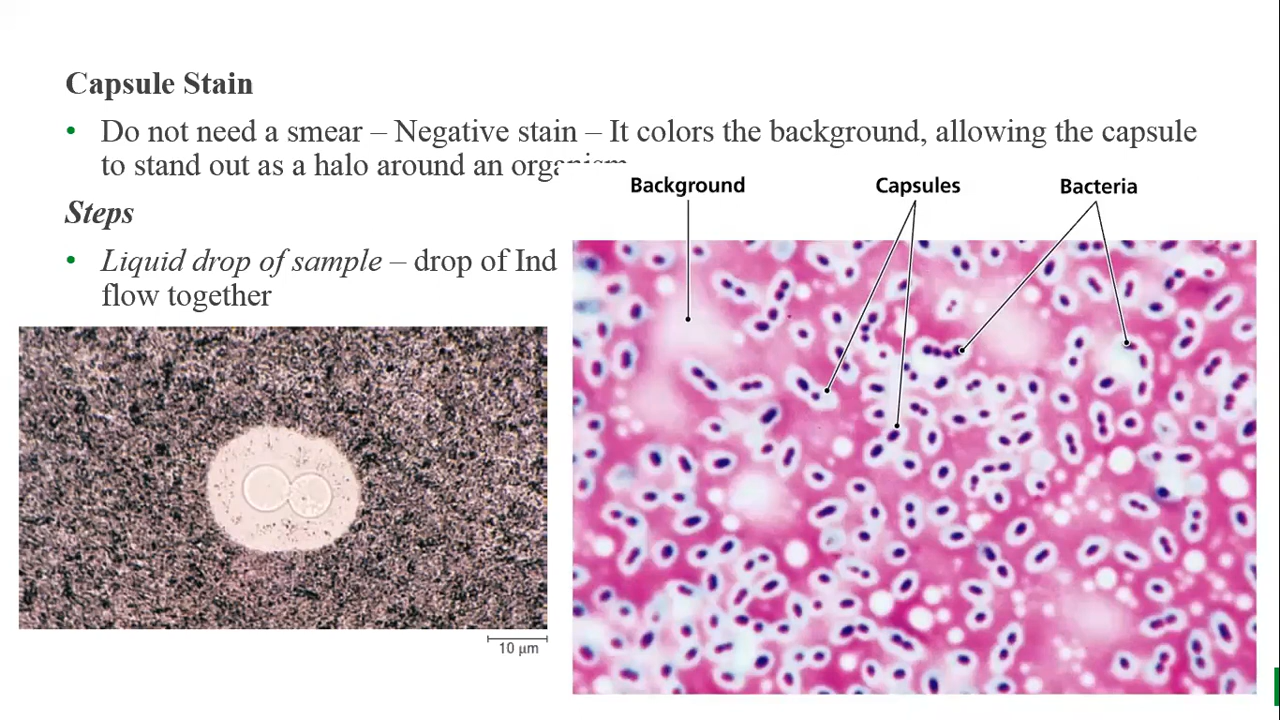 Capsule Stain
• Do not need a smear – Negative stain – It colors the background, allowing the capsule
to stand out as a halo around an organism
Steps
• Liquid drop of sample – drop of Ind
flow together
Background Capsules Bacteria
10 μm